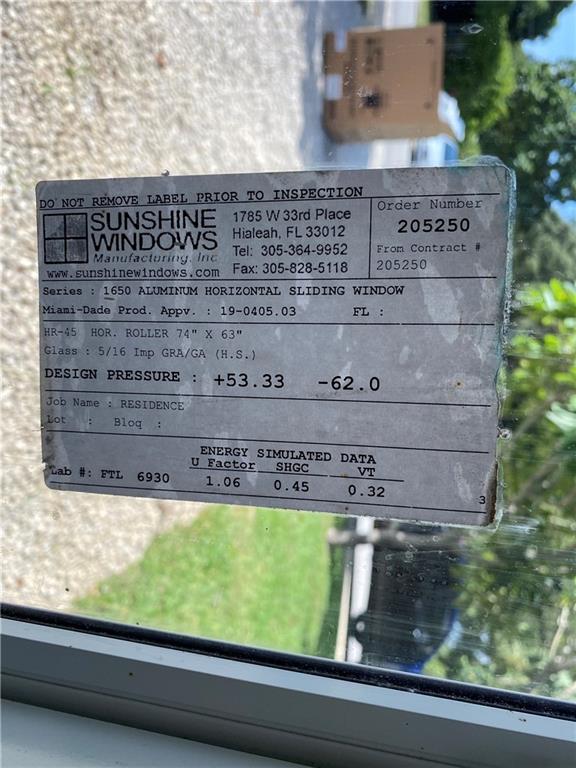 DO NOT REMOVE LABEL PRIOR TO INSPECTION
SUNSHINE
WINDOWS
Manufacturing, Inc
www.sunshinewindows.com
1785 W 33rd Place
Hialeah, FL 33012
Tel: 305-364-9952
Fax: 305-828-5118
Order Number
205250
From Contract #
205250
Series : 1650 ALUMINUM HORIZONTAL SLIDING WINDOW
Miami-Dade Prod. Appv. : 19-0405.03 FL :
HR-45 HOR. ROLLER 74" X 63"
Glass : 5/16 Imp GRA/GA (H.S.)
DESIGN PRESSURE : +53.33 -62.0
Job Name : RESIDENCE
Lot : Bloq :
ENERGY SIMULATED DATA
U Factor SHGC VT
Lab #: FTL 6930 1.06 0.45 0.32
3